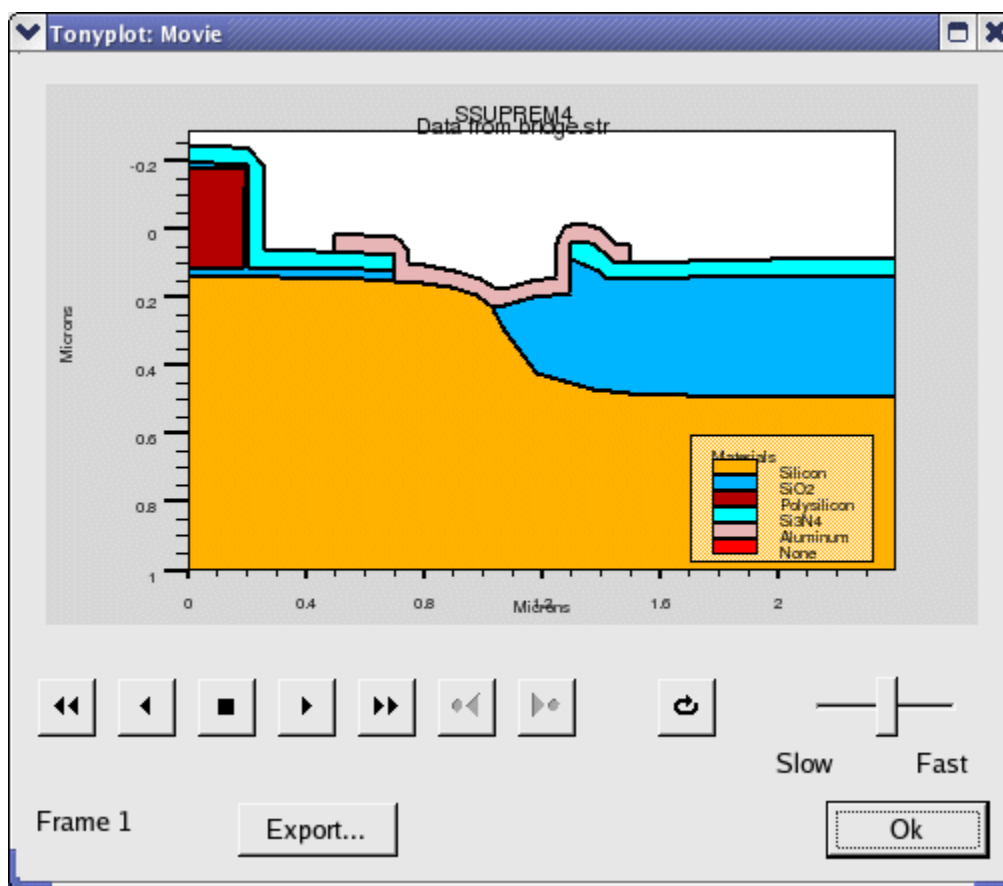 Tonyplot: Movie
SSUPREM4
Data from bridge.str
-0.2
0
0.2
0.4
0.6
0.8
1
Microns
Materials
Silicon
SiO2
Polysilicon
Si3N4
Aluminum
None
0 0.4 0.8 1.2 1.6 2
Microns
Slow Fast
Frame 1
Export...
Ok